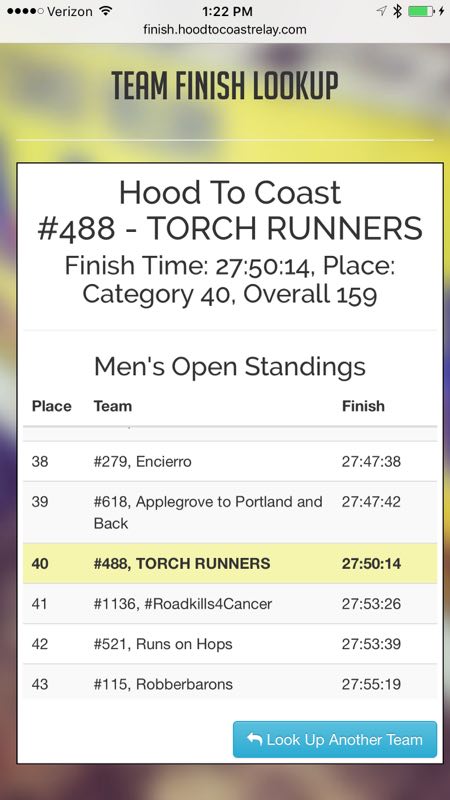 Verizon 1:22 PM
finish.hoodtocoastrelay.com
TEAM FINISH LOOKUP
Hood To Coast
#488 - TORCH RUNNERS
Finish Time: 27:50:14, Place:
Category 40, Overall 159
Men's Open Standings
Place Team Finish
38 #279, Encierro 27:47:38
39 #618, Applegrove to Portland and 27:47:42
Back
40 #488, TORCH RUNNERS 27:50:14
41 #1136, #Roadkills4Cancer 27:53:26
42 #521, Runs on Hops 27:53:39
43 #115, Robberbarons 27:55:19
Look Up Another Team